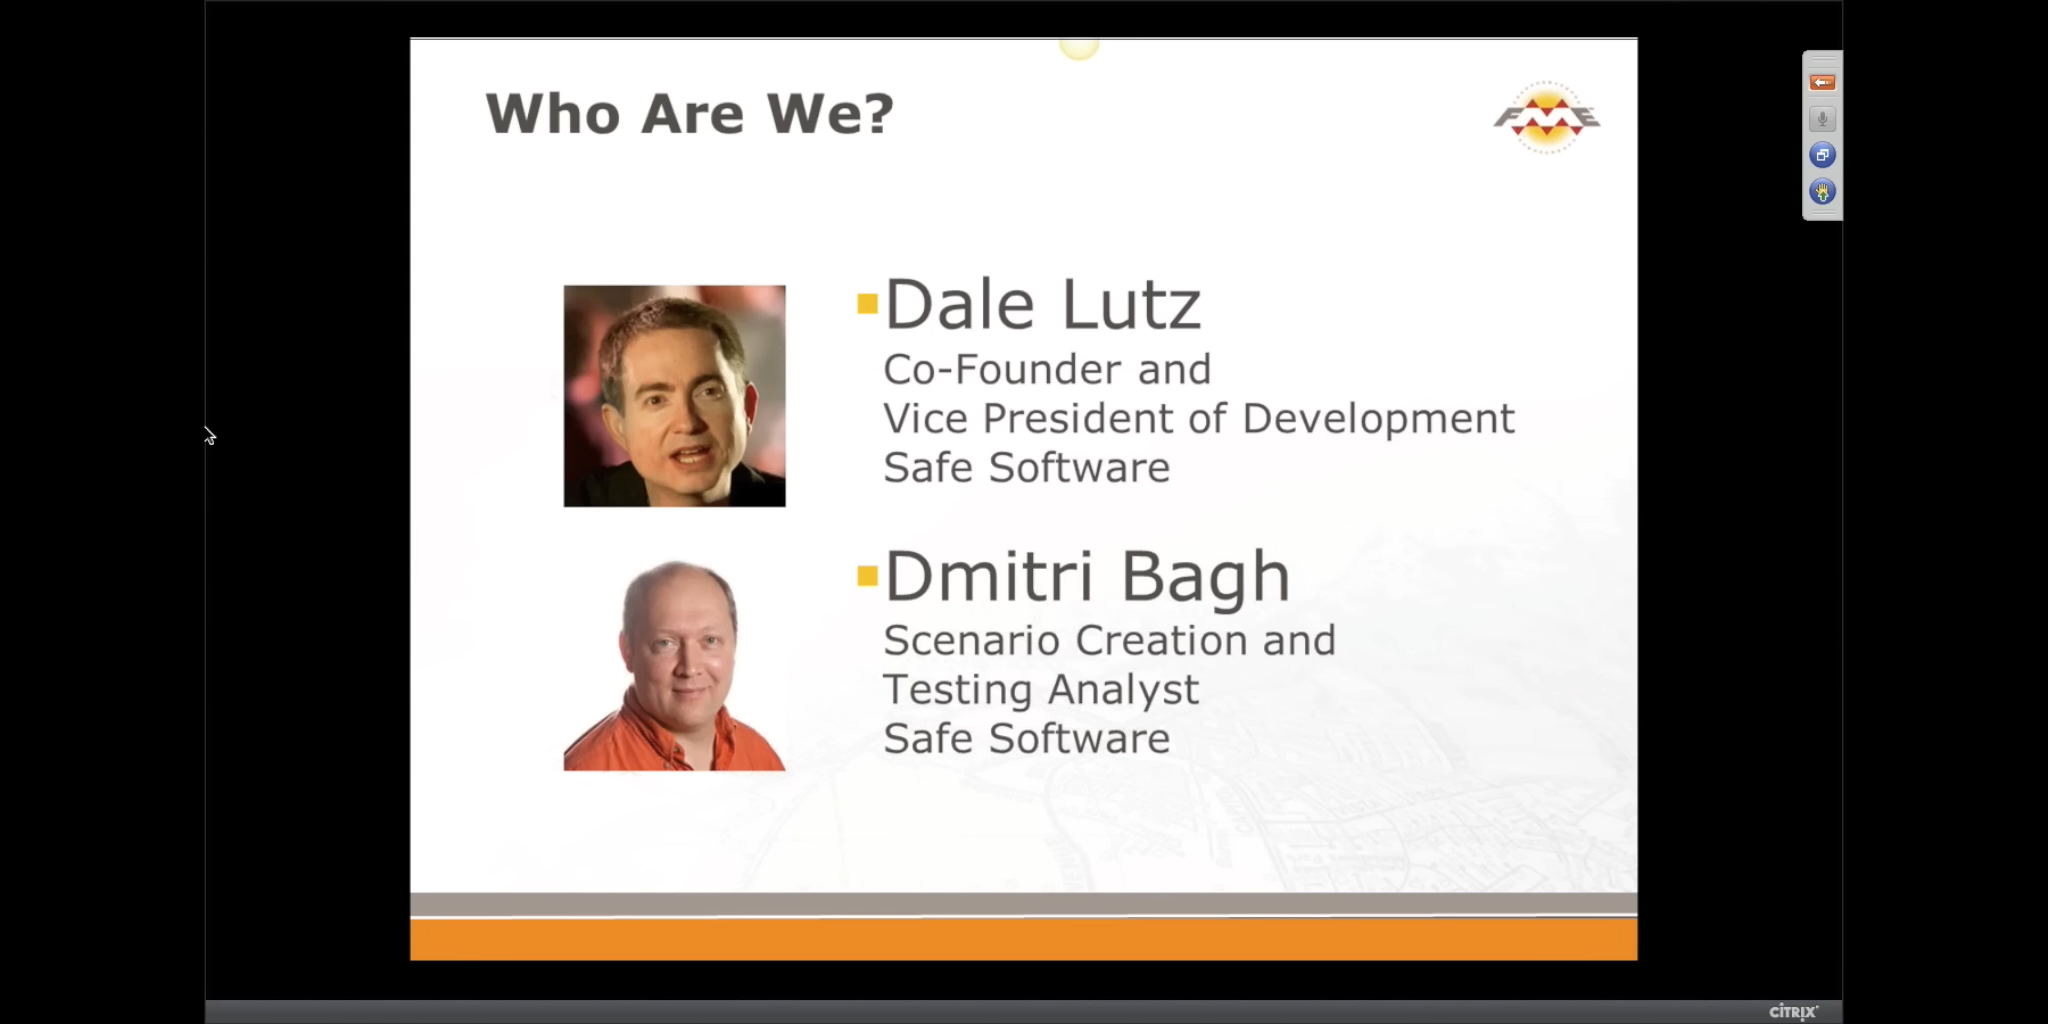 Who Are We?
FME
Dale Lutz
Co-Founder and
Vice President of Development
Safe Software
Dmitri Bagh
Scenario Creation and
Testing Analyst
Safe Software
CITRIX